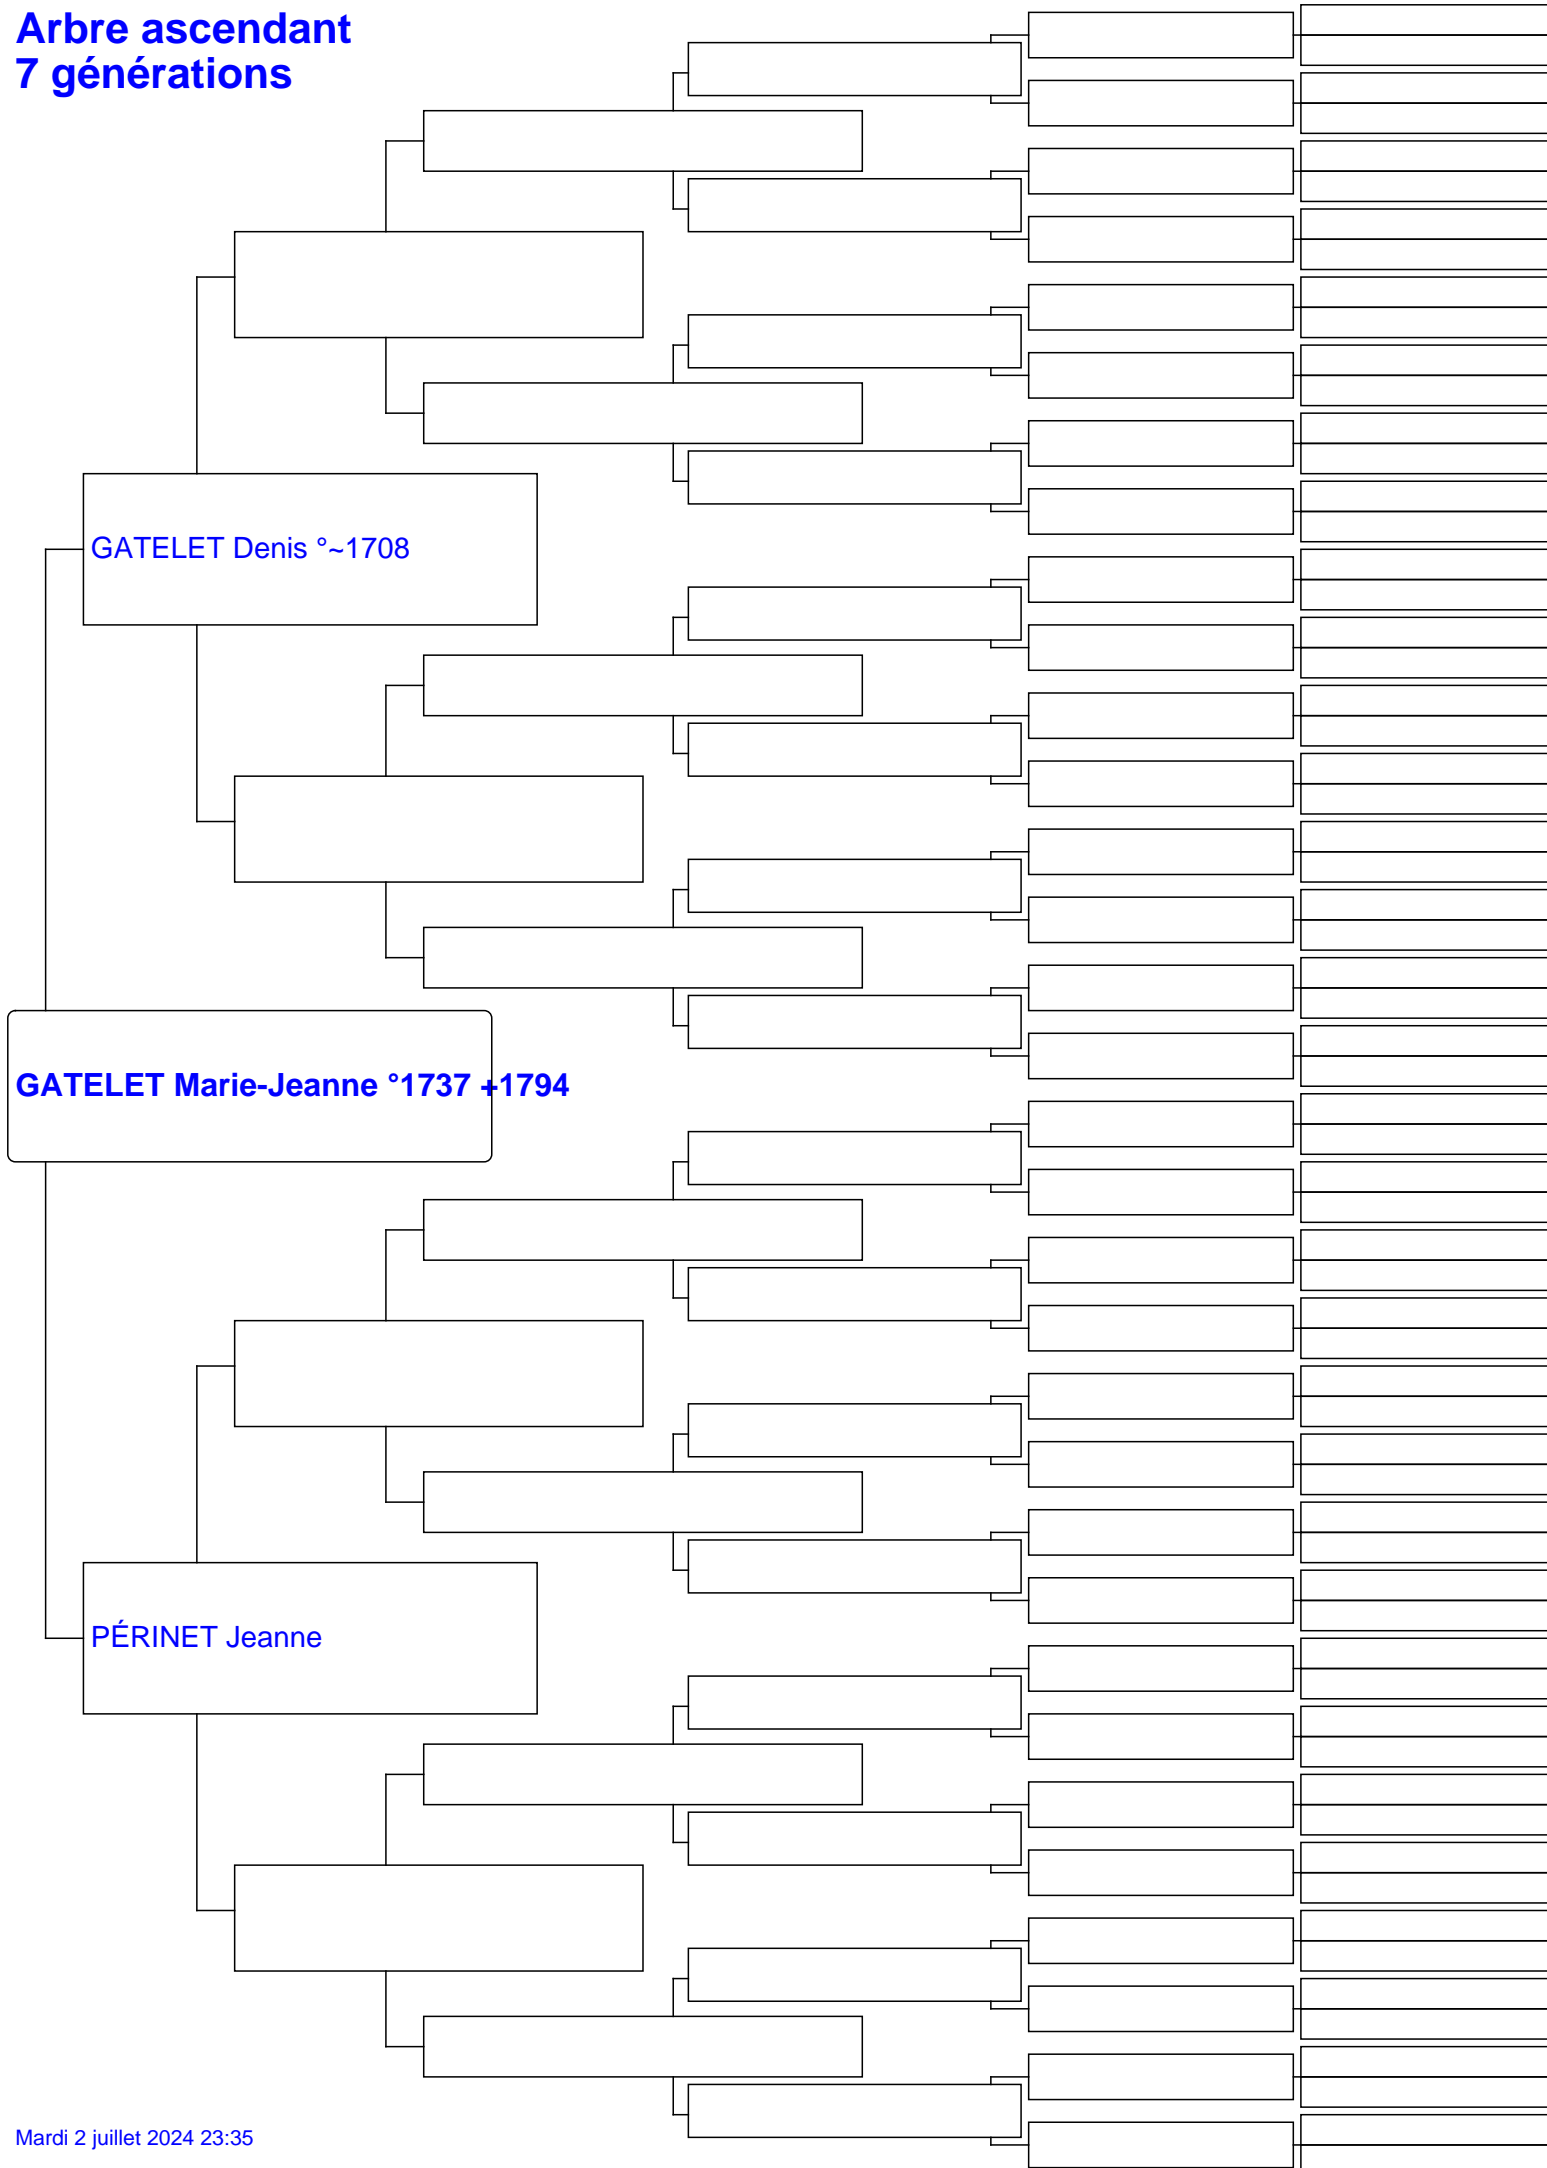 Arbre ascendant
7 générations
GATELET Denis °~1708
GATELET Marie-Jeanne °1737 +1794
PÉRINET Jeanne
Mardi 2 juillet 2024 23:35